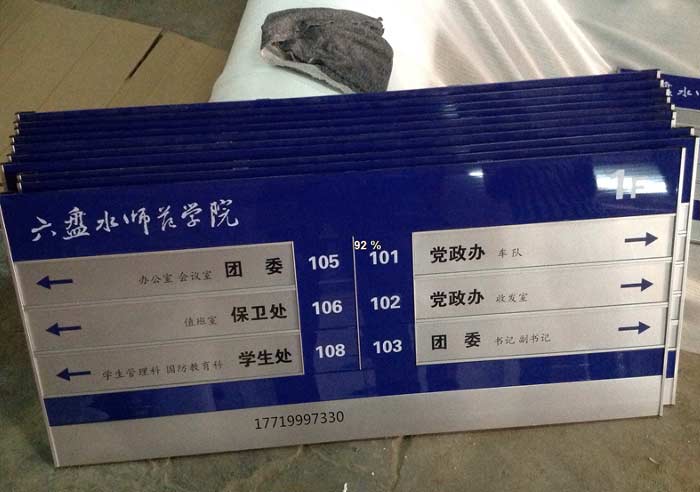 水
六盘水师范学院
1F
92 %
团 委 办公室 会议室 105
保卫处 值班室 106
学生处 学生管理科 国防教育科 108
101 党政办 车队
102 党政办 收发室
103 团 委 书记 副书记
17719997330